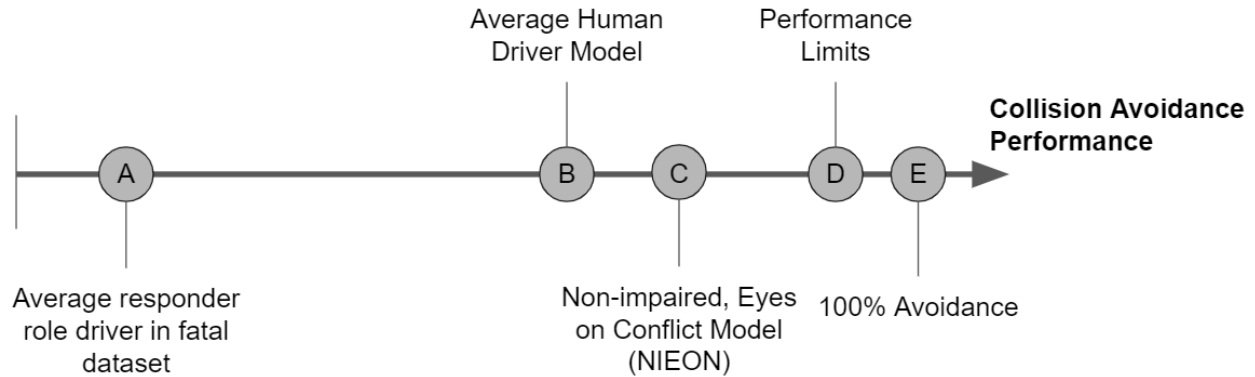 Average Human
Driver Model
Performance
Limits
Collision Avoidance
Performance
A
B
C
D
E
Average responder
role driver in fatal
dataset
Non-impaired, Eyes
on Conflict Model
(NIEON)
100% Avoidance